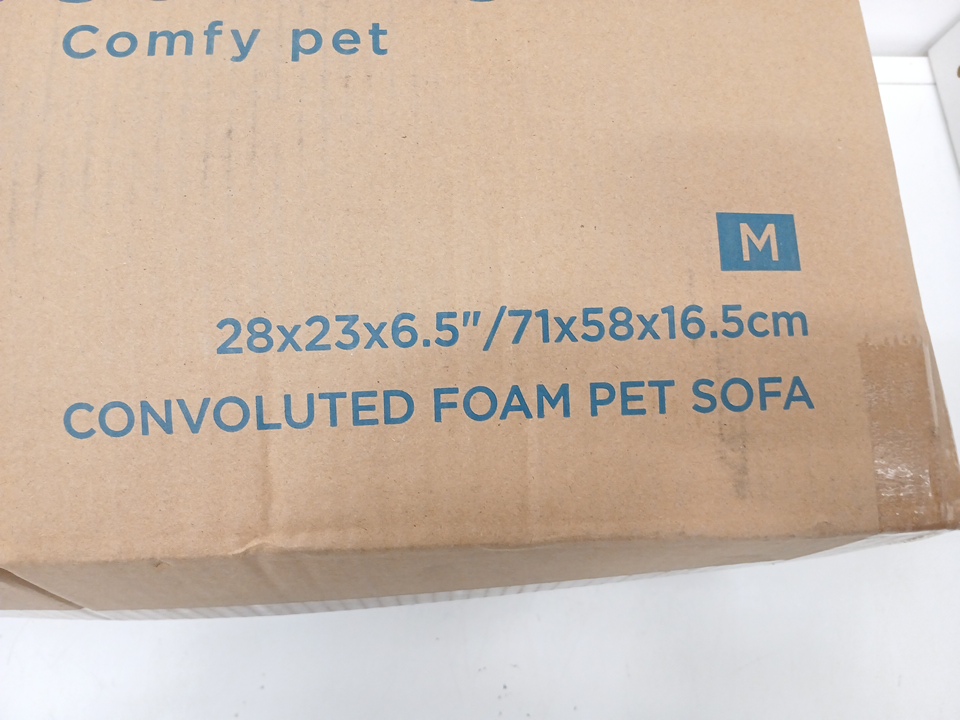 Comfy pet
M
28x23x6.5"/71x58x16.5cm
CONVOLUTED FOAM PET SOFA